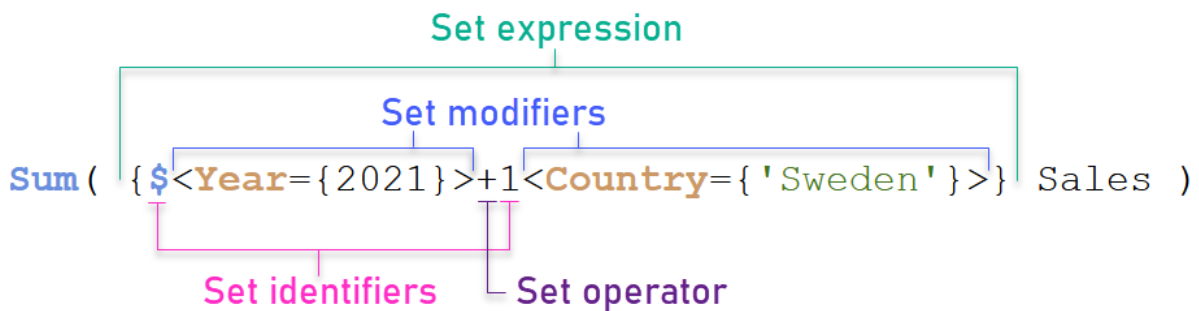 Set expression
Set modifiers
Sum( {$<Year={2021}>+1<Country={'Sweden'}>} Sales )
Set identifiers
Set operator